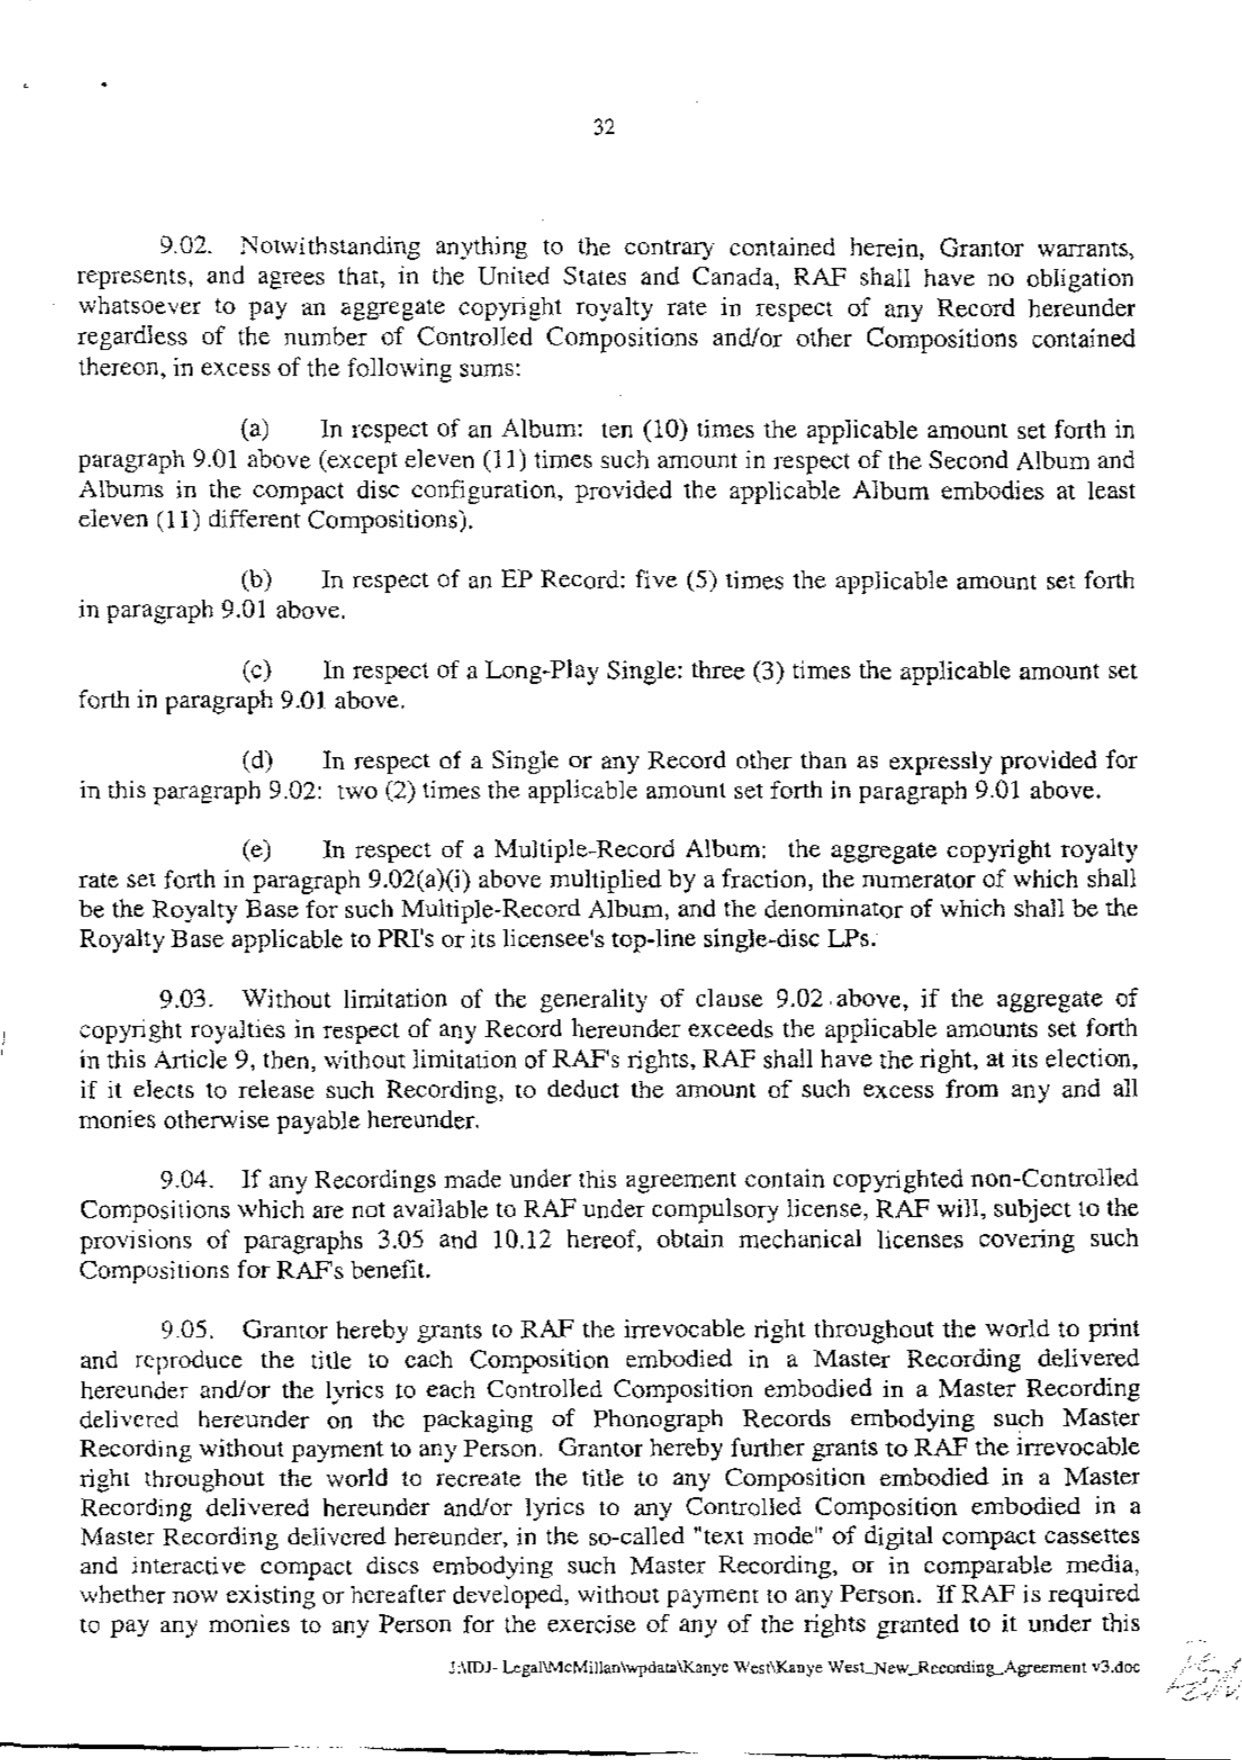 32
9.02. Notwithstanding anything to the contrary contained herein, Grantor warrants,
represents, and agrees that, in the United States and Canada, RAF shall have no obligation
whatsoever to pay an aggregate copyright royalty rate in respect of any Record hereunder
regardless of the number of Controlled Compositions and/or other Compositions contained
thereon, in excess of the following sums:
(a) In respect of an Album: ten (10) times the applicable amount set forth in
paragraph 9.01 above (except eleven (11) times such amount in respect of the Second Album and
Albums in the compact disc configuration, provided the applicable Album embodies at least
eleven (11) different Compositions).
(b) In respect of an EP Record: five (5) times the applicable amount set forth
in paragraph 9.01 above.
(c) In respect of a Long-Play Single: three (3) times the applicable amount set
forth in paragraph 9.01 above.
(d) In respect of a Single or any Record other than as expressly provided for
in this paragraph 9.02: two (2) times the applicable amount set forth in paragraph 9.01 above.
(e) In respect of a Multiple-Record Album: the aggregate copyright royalty
rate set forth in paragraph 9.02(a)(i) above multiplied by a fraction, the numerator of which shall
be the Royalty Base for such Multiple-Record Album, and the denominator of which shall be the
Royalty Base applicable to PRI's or its licensee's top-line single-disc LPs.
9.03. Without limitation of the generality of clause 9.02 above, if the aggregate of
copyright royalties in respect of any Record hereunder exceeds the applicable amounts set forth
in this Article 9, then, without limitation of RAF's rights, RAF shall have the right, at its election,
if it elects to release such Recording, to deduct the amount of such excess from any and all
monies otherwise payable hereunder.
9.04. If any Recordings made under this agreement contain copyrighted non-Controlled
Compositions which are not available to RAF under compulsory license, RAF will, subject to the
provisions of paragraphs 3.05 and 10.12 hereof, obtain mechanical licenses covering such
Compositions for RAF's benefit.
9.05. Grantor hereby grants to RAF the irrevocable right throughout the world to print
and reproduce the title to each Composition embodied in a Master Recording delivered
hereunder and/or the lyrics to each Controlled Composition embodied in a Master Recording
delivered hereunder on the packaging of Phonograph Records embodying such Master
Recording without payment to any Person. Grantor hereby further grants to RAF the irrevocable
right throughout the world to recreate the title to any Composition embodied in a Master
Recording delivered hereunder and/or lyrics to any Controlled Composition embodied in a
Master Recording delivered hereunder, in the so-called "text mode" of digital compact cassettes
and interactive compact discs embodying such Master Recording, or in comparable media,
whether now existing or hereafter developed, without payment to any Person. If RAF is required
to pay any monies to any Person for the exercise of any of the rights granted to it under this
J:\IDJ- Legal\McMillan\wpdata\Kanye West\Kanye West_New_Recording_Agreement v3.doc